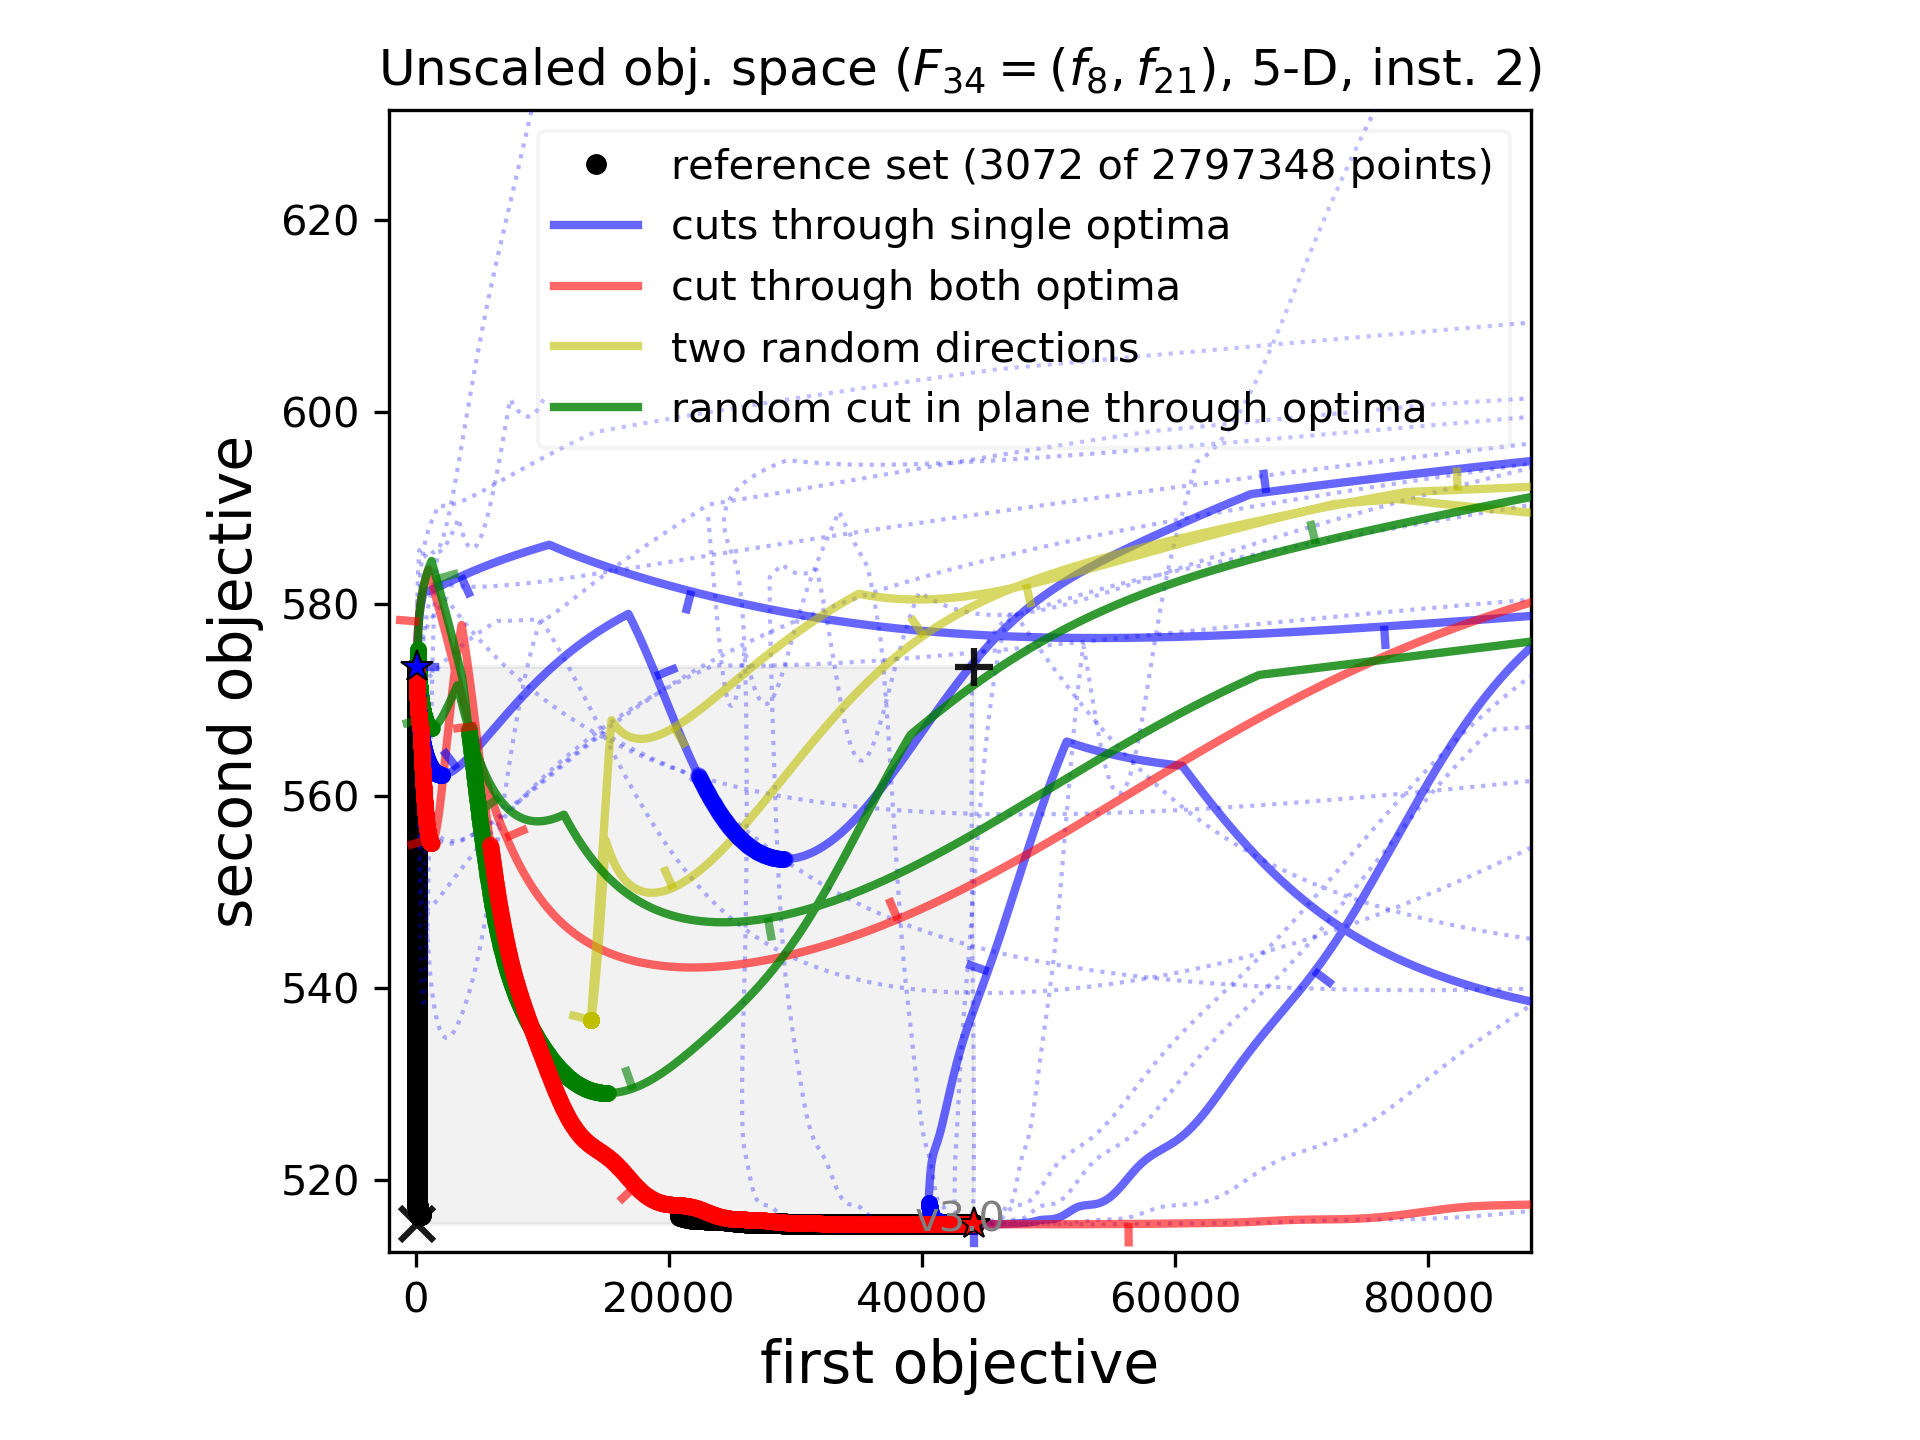 Unscaled obj. space (F₃₄ = (f₈, f₂₁), 5-D, inst. 2)
reference set (3072 of 2797348 points)
cuts through single optima
cut through both optima
two random directions
random cut in plane through optima
second objective
620
600
580
560
540
520
v3.0
0 20000 40000 60000 80000
first objective